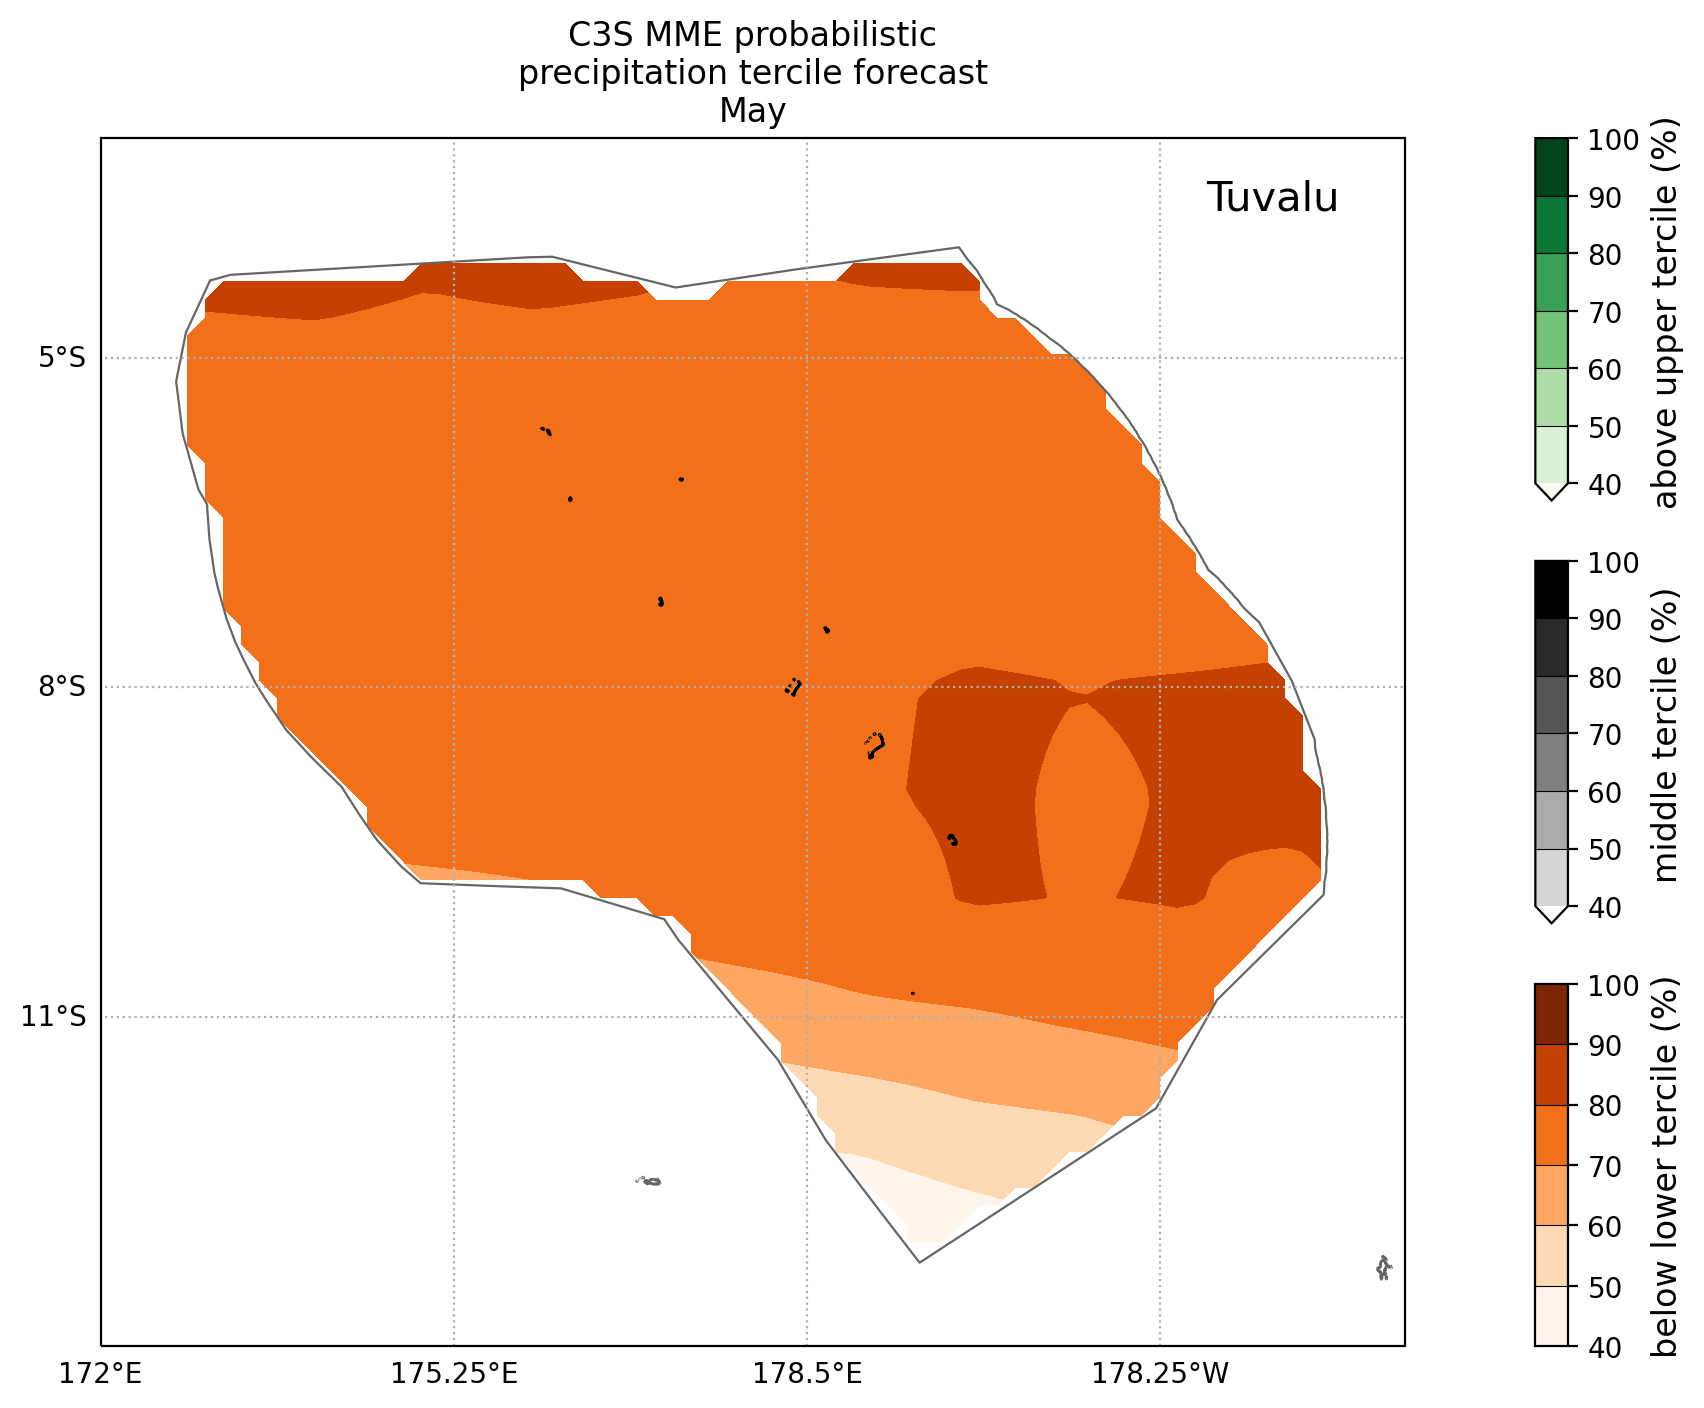 C3S MME probabilistic
precipitation tercile forecast
May
Tuvalu
5°S
8°S
11°S
172°E
175.25°E
178.5°E
178.25°W
100
90
80
70
60
50
40
above upper tercile (%)
100
90
80
70
60
50
40
middle tercile (%)
100
90
80
70
60
50
40
below lower tercile (%)